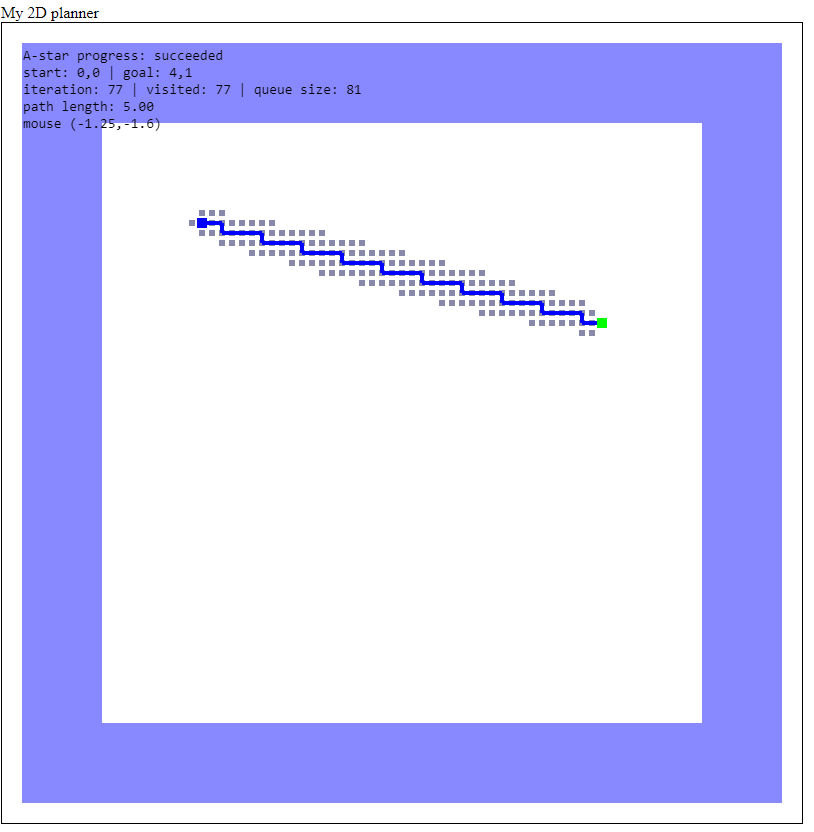 My 2D planner
A-star progress: succeeded
start: 0,0 | goal: 4,1
iteration: 77 | visited: 77 | queue size: 81
path length: 5.00
mouse (-1.25,-1.6)